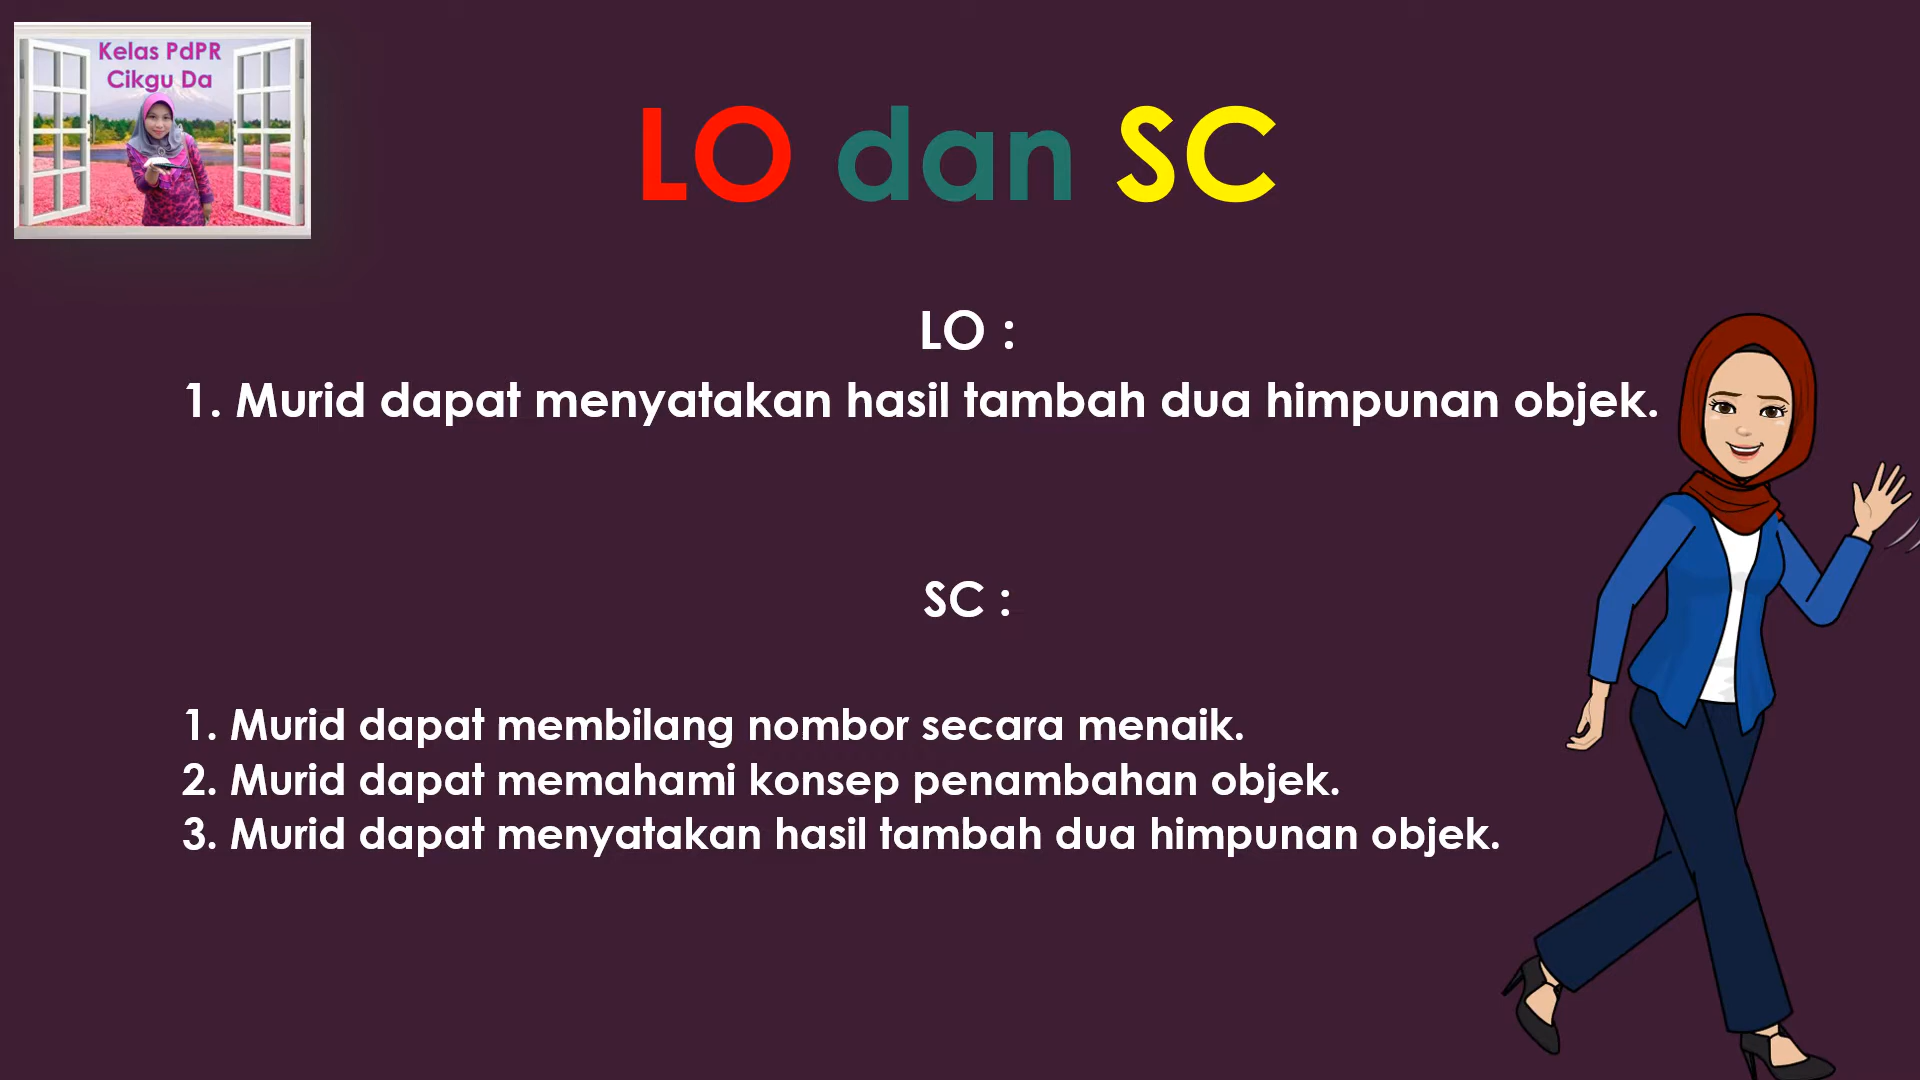 Kelas PdPR
Cikgu Da
LO dan SC
LO :
1. Murid dapat menyatakan hasil tambah dua himpunan objek.
SC :
1. Murid dapat membilang nombor secara menaik.
2. Murid dapat memahami konsep penambahan objek.
3. Murid dapat menyatakan hasil tambah dua himpunan objek.